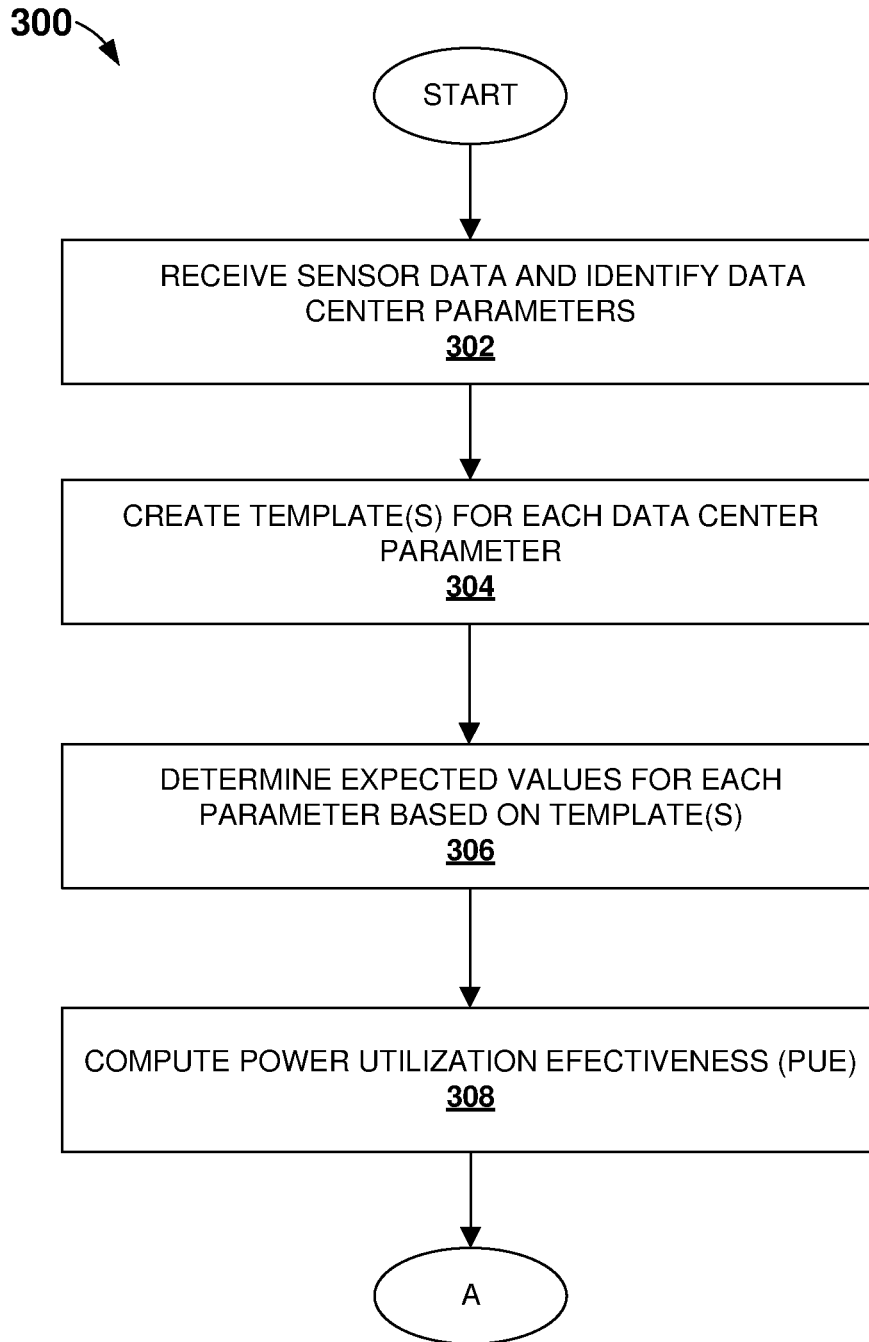 300
START
RECEIVE SENSOR DATA AND IDENTIFY DATA
CENTER PARAMETERS
302
CREATE TEMPLATE(S) FOR EACH DATA CENTER
PARAMETER
304
DETERMINE EXPECTED VALUES FOR EACH
PARAMETER BASED ON TEMPLATE(S)
306
COMPUTE POWER UTILIZATION EFECTIVENESS (PUE)
308
A